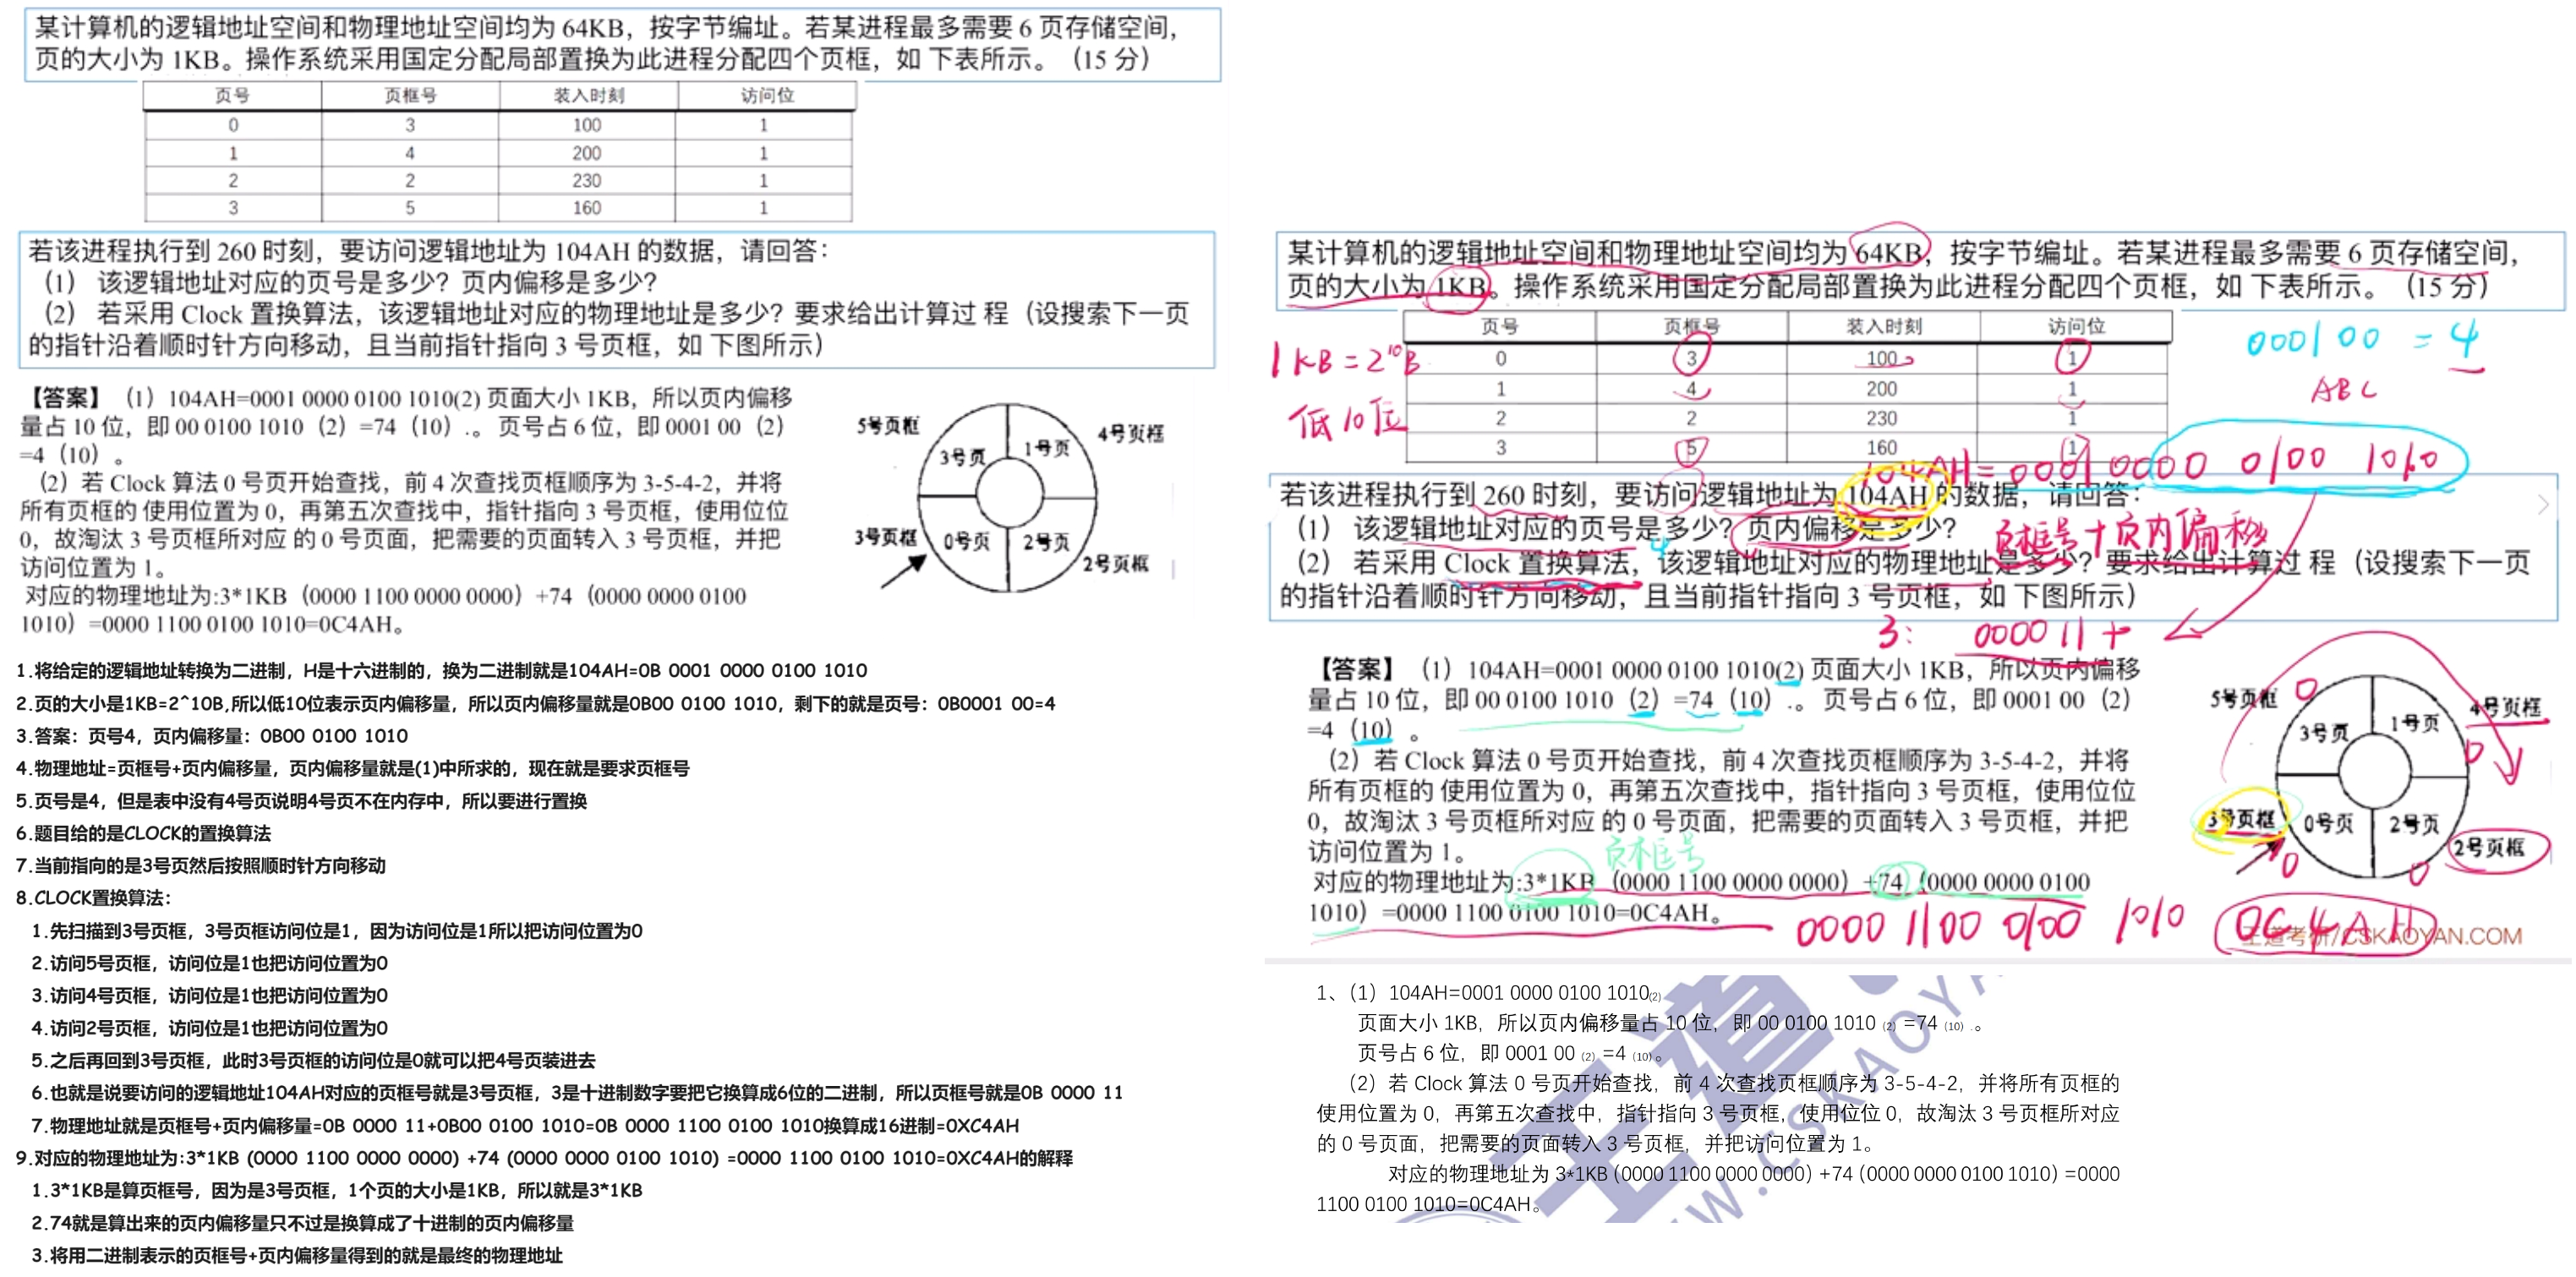 某计算机的逻辑地址空间和物理地址空间均为 64KB，按字节编址。若某进程最多需要 6 页存储空间，
页的大小为 1KB。操作系统采用固定分配局部置换为此进程分配四个页框，如 下表所示。（15 分）
页号 页框号 装入时刻 访问位
0 3 100 1
1 4 200 1
2 2 230 1
3 5 160 1
若该进程执行到 260 时刻，要访问逻辑地址为 104AH 的数据，请回答：
（1） 该逻辑地址对应的页号是多少？页内偏移是多少？
（2） 若采用 Clock 置换算法，该逻辑地址对应的物理地址是多少？要求给出计算过 程（设搜索下一页
的指针沿着顺时针方向移动，且当前指针指向 3 号页框，如 下图所示）
【答案】（1）104AH=0001 0000 0100 1010(2) 页面大小 1KB，所以页内偏移
量占 10 位，即 00 0100 1010（2）=74（10）.。页号占 6 位，即 0001 00（2）
=4（10）。
（2）若 Clock 算法 0 号页开始查找，前 4 次查找页框顺序为 3-5-4-2，并将
所有页框的 使用位置为 0，再第五次查找中，指针指向 3 号页框，使用位位
0，故淘汰 3 号页框所对应 的 0 号页面，把需要的页面转入 3 号页框，并把
访问位置为 1。
对应的物理地址为:3*1KB（0000 1100 0000 0000）+74（0000 0000 0100
1010）=0000 1100 0100 1010=0C4AH。
5号页框
4号页框
3号页
1号页
3号页框
0号页
2号页
2号页框
1.将给定的逻辑地址转换为二进制，H是十六进制的，换为二进制就是104AH=0B 0001 0000 0100 1010
2.页的大小是1KB=2^10B,所以低10位表示页内偏移量，所以页内偏移量就是0B00 0100 1010，剩下的就是页号：0B0001 00=4
3.答案：页号4，页内偏移量：0B00 0100 1010
4.物理地址=页框号+页内偏移量，页内偏移量就是(1)中所求的，现在就是要求页框号
5.页号是4，但是表中没有4号页说明4号页不在内存中，所以要进行置换
6.题目给的是CLOCK的置换算法
7.当前指向的是3号页然后按照顺时针方向移动
8.CLOCK置换算法：
1.先扫描到3号页框，3号页框访问位是1，因为访问位是1所以把访问位置为0
2.访问5号页框，访问位是1也把访问位置为0
3.访问4号页框，访问位是1也把访问位置为0
4.访问2号页框，访问位是1也把访问位置为0
5.之后再回到3号页框，此时3号页框的访问位是0就可以把4号页装进去
6.也就是说要访问的逻辑地址104AH对应的页框号就是3号页框，3是十进制数字要把它换算成6位的二进制，所以页框号就是0B 0000 11
7.物理地址就是页框号+页内偏移量=0B 0000 11+0B00 0100 1010=0B 0000 1100 0100 1010换算成16进制=0XC4AH
9.对应的物理地址为:3*1KB (0000 1100 0000 0000) +74 (0000 0000 0100 1010) =0000 1100 0100 1010=0XC4AH的解释
1.3*1KB是算页框号，因为是3号页框，1个页的大小是1KB，所以就是3*1KB
2.74就是算出来的页内偏移量只不过是换算成了十进制的页内偏移量
3.将用二进制表示的页框号+页内偏移量得到的就是最终的物理地址
某计算机的逻辑地址空间和物理地址空间均为 64KB，按字节编址。若某进程最多需要 6 页存储空间，
页的大小为 1KB。操作系统采用固定分配局部置换为此进程分配四个页框，如 下表所示。（15 分）
页号 页框号 装入时刻 访问位
0 3 100 1
1 4 200 1
2 2 230 1
3 5 160 1
1KB=2^10B
低10位
000100 = 4
ABC
104AH=0001 0000 0100 1010
若该进程执行到 260 时刻，要访问逻辑地址为 104AH 的数据，请回答：
（1） 该逻辑地址对应的页号是多少？页内偏移是多少？
4
页框号+页内偏移
（2） 若采用 Clock 置换算法，该逻辑地址对应的物理地址是多少？要求给出计算过 程（设搜索下一页
的指针沿着顺时针方向移动，且当前指针指向 3 号页框，如 下图所示）
3: 0000 11 +
【答案】（1）104AH=0001 0000 0100 1010(2) 页面大小 1KB，所以页内偏移
量占 10 位，即 00 0100 1010（2）=74（10）.。页号占 6 位，即 0001 00（2）
=4（10）。
（2）若 Clock 算法 0 号页开始查找，前 4 次查找页框顺序为 3-5-4-2，并将
所有页框的 使用位置为 0，再第五次查找中，指针指向 3 号页框，使用位位
0，故淘汰 3 号页框所对应 的 0 号页面，把需要的页面转入 3 号页框，并把
访问位置为 1。
页框号
对应的物理地址为:3*1KB（0000 1100 0000 0000）+74（0000 0000 0100
1010）=0000 1100 0100 1010=0C4AH。
0000 1100 0100 1010 0C4AH
5号页框
0
4号页框
0
3号页
1号页
3号页框
0
0号页
2号页
2号页框
0
王道考研/CSKAOYAN.COM
1、（1）104AH=0001 0000 0100 1010(2)
页面大小 1KB，所以页内偏移量占 10 位，即 00 0100 1010 (2) =74 (10) .。
页号占 6 位，即 0001 00 (2) =4 (10)。
（2）若 Clock 算法 0 号页开始查找，前 4 次查找页框顺序为 3-5-4-2，并将所有页框的
使用位置为 0，再第五次查找中，指针指向 3 号页框，使用位位 0，故淘汰 3 号页框所对应
的 0 号页面，把需要的页面转入 3 号页框，并把访问位置为 1。
对应的物理地址为 3*1KB (0000 1100 0000 0000) +74 (0000 0000 0100 1010) =0000
1100 0100 1010=0C4AH。